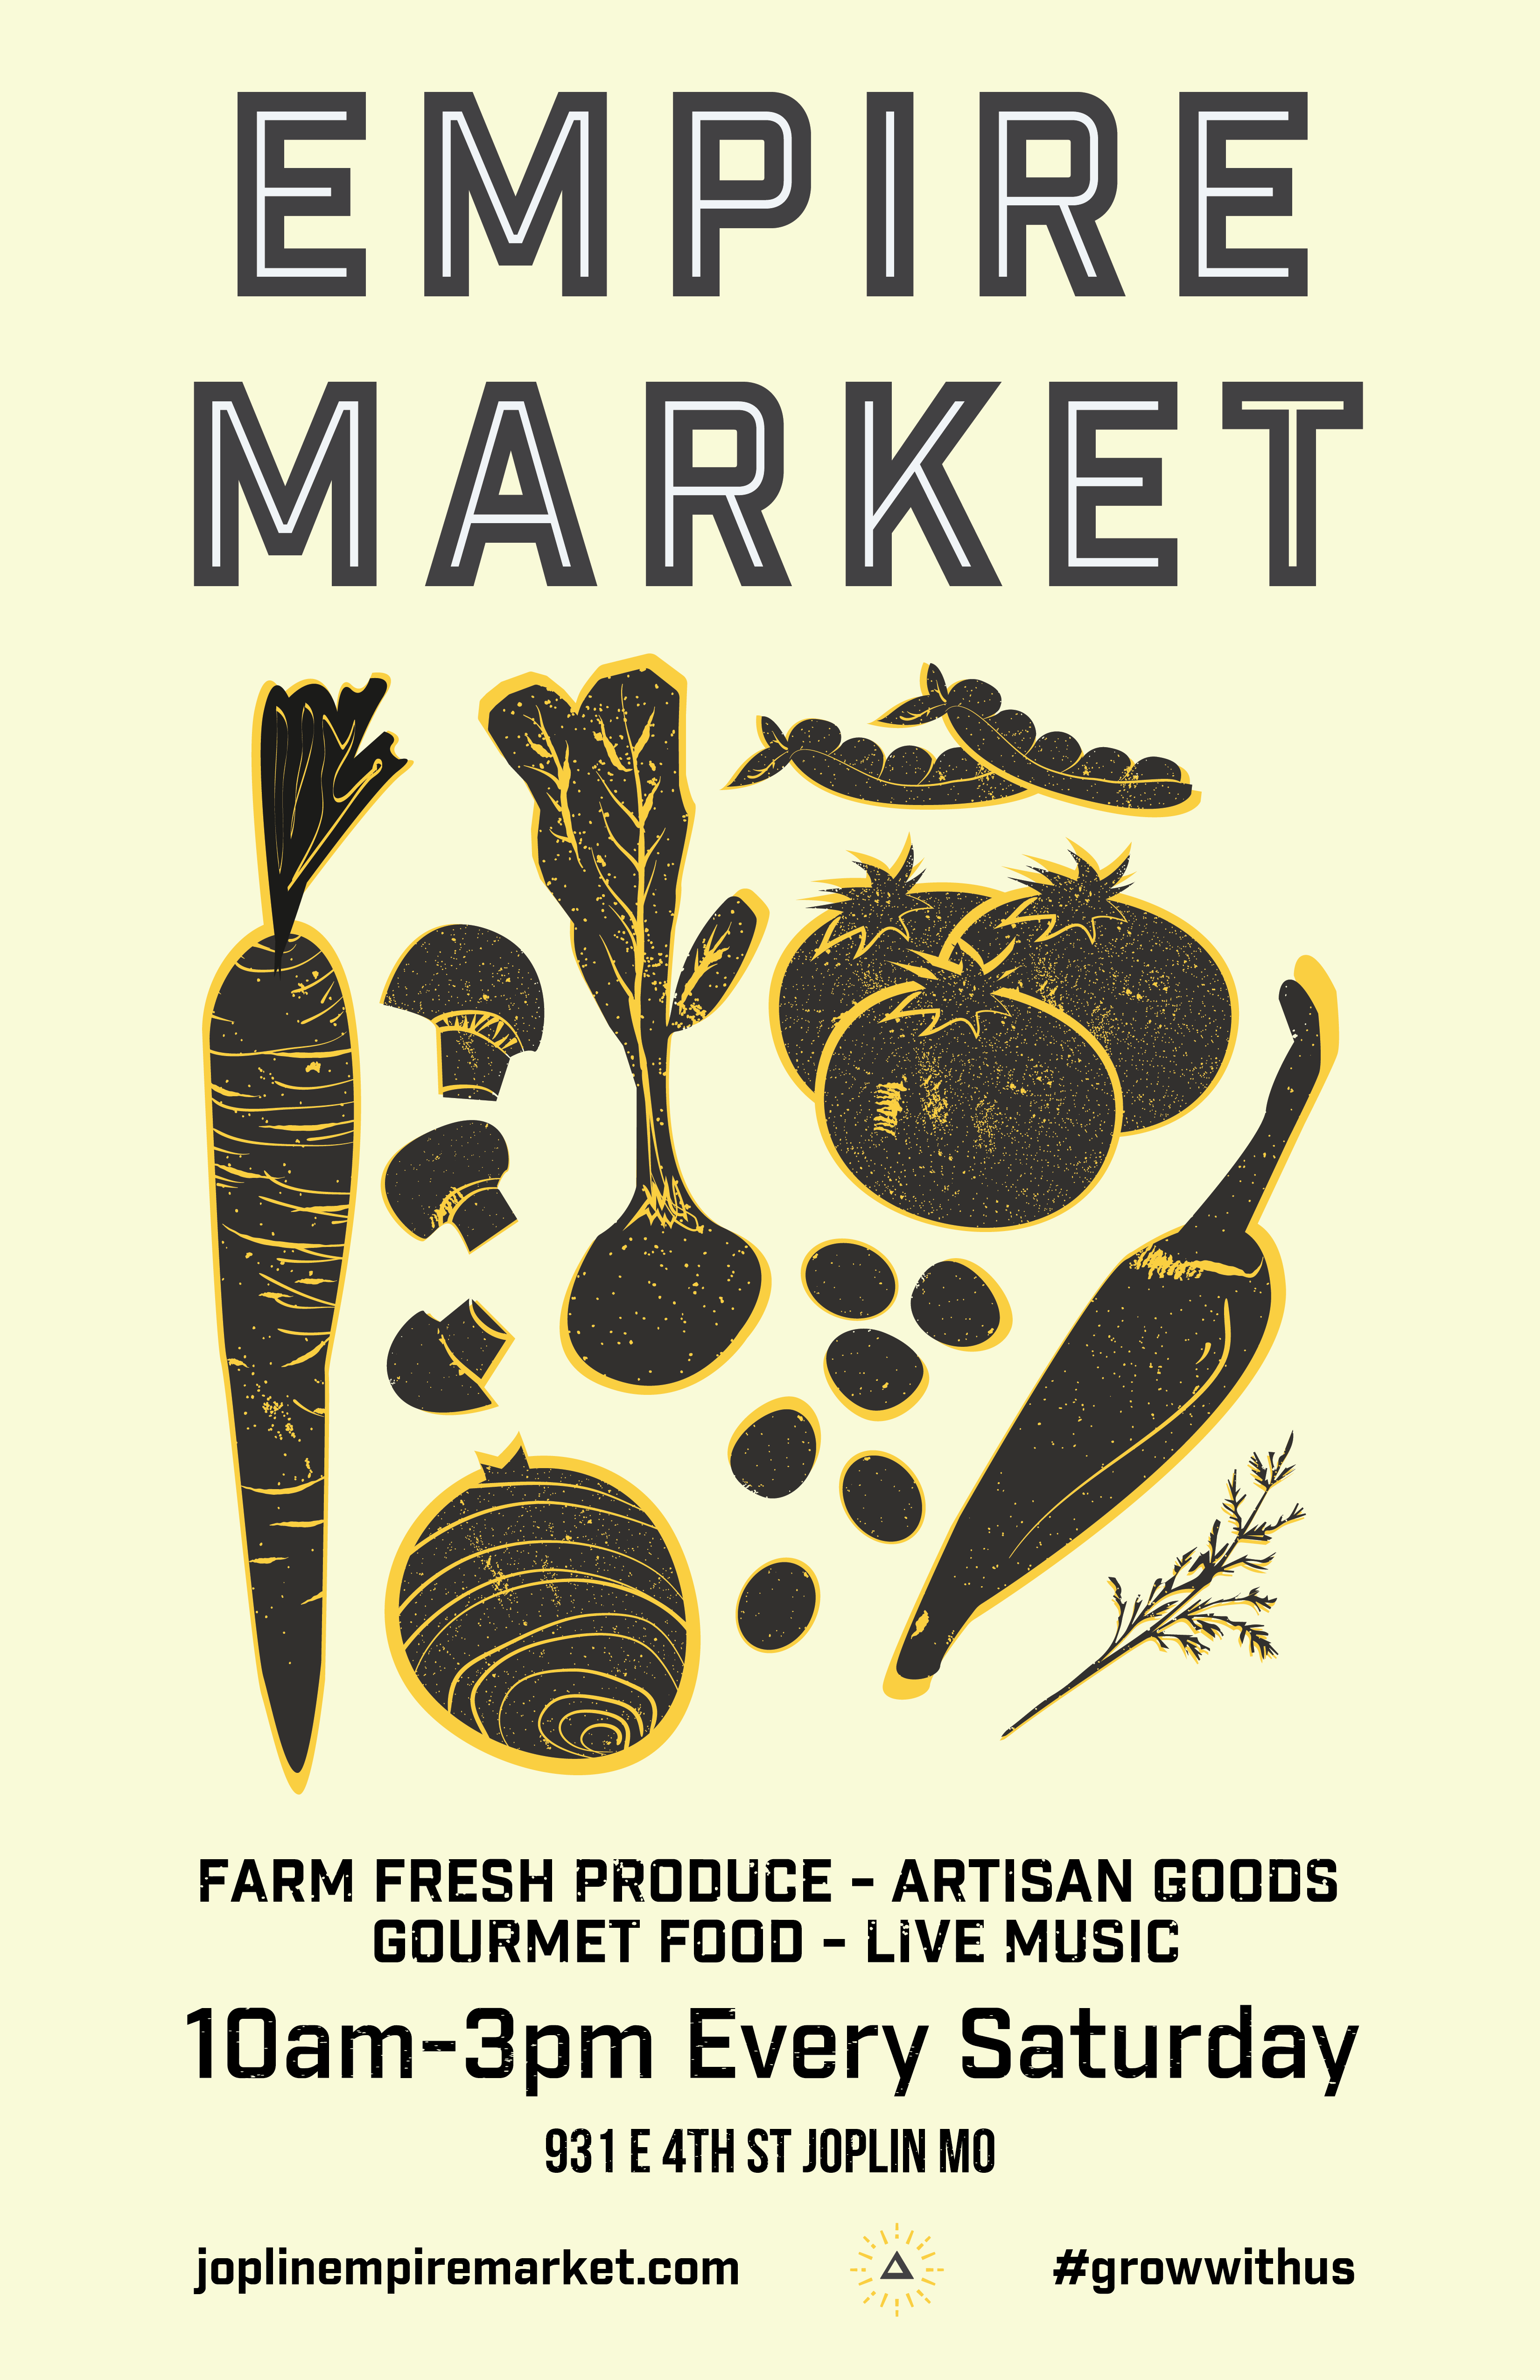 EMPIRE
MARKET
FARM FRESH PRODUCE - ARTISAN GOODS
GOURMET FOOD - LIVE MUSIC
10am-3pm Every Saturday
931 E 4TH ST JOPLIN MO
joplinempiremarket.com
#growwithus